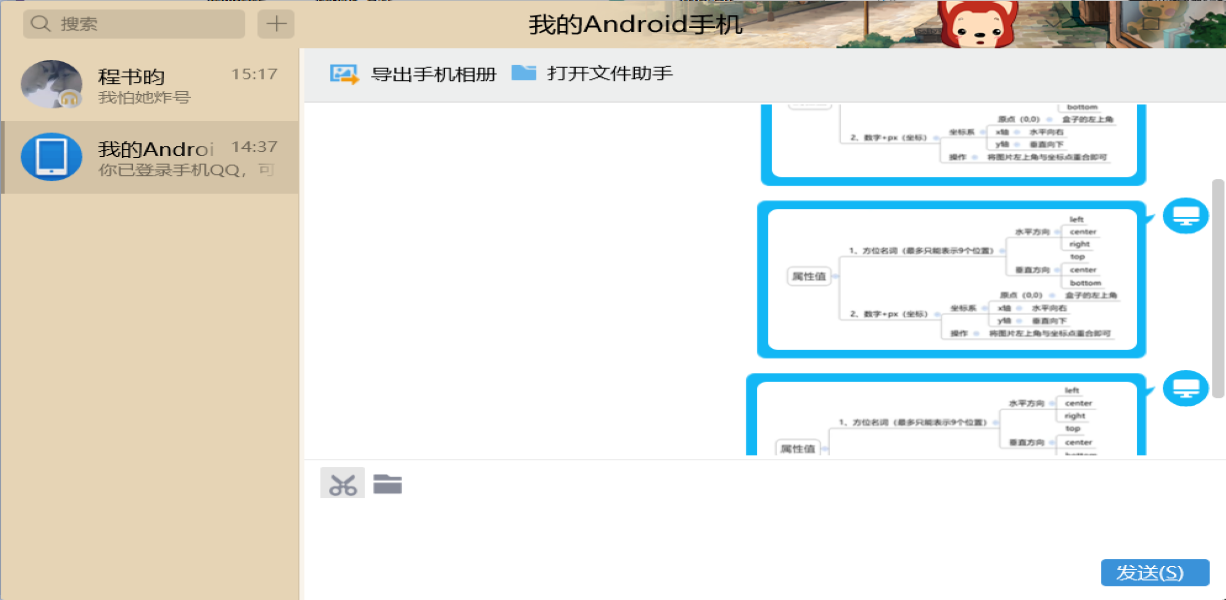 搜索
我的Android手机
程书昀
15:17
我怕她炸号
我的Androi
14:37
你已登录手机QQ，可
导出手机相册
打开文件助手
bottom
原点（0,0）
盒子的左上角
2、数字+px（坐标）
坐标系
x轴
水平向右
y轴
垂直向下
操作
将图片左上角与坐标点重合即可
left
水平方向
center
right
1、方位名词（最多只能表示9个位置）
top
垂直方向
center
属性值
bottom
原点（0,0）
盒子的左上角
2、数字+px（坐标）
坐标系
x轴
水平向右
y轴
垂直向下
操作
将图片左上角与坐标点重合即可
left
水平方向
center
right
1、方位名词（最多只能表示9个位置）
top
垂直方向
center
属性值
发送(S)